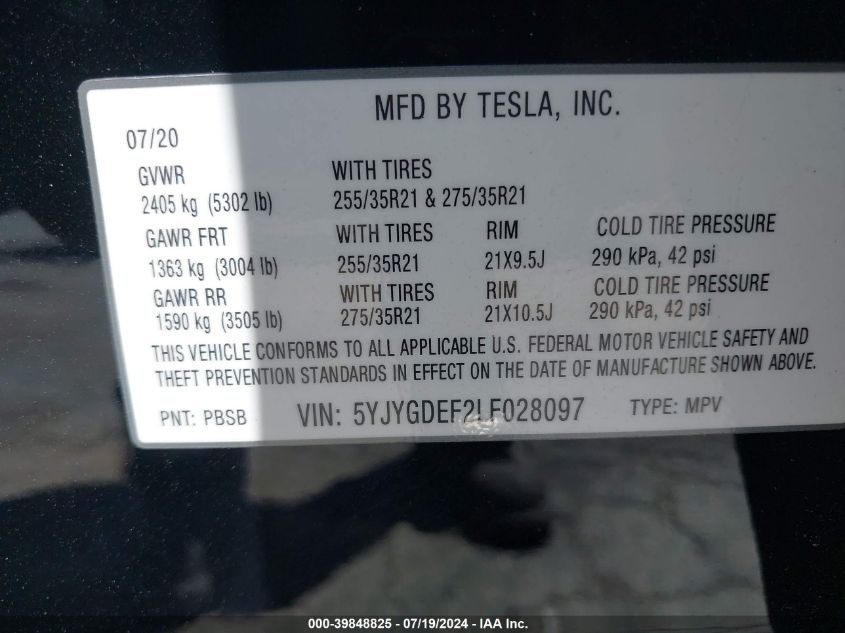 MFD BY TESLA, INC.
07/20
GVWR WITH TIRES
2405 kg (5302 lb) 255/35R21 & 275/35R21
GAWR FRT WITH TIRES RIM COLD TIRE PRESSURE
1363 kg (3004 lb) 255/35R21 21X9.5J 290 kPa, 42 psi
GAWR RR WITH TIRES RIM COLD TIRE PRESSURE
1590 kg (3505 lb) 275/35R21 21X10.5J 290 kPa, 42 psi
THIS VEHICLE CONFORMS TO ALL APPLICABLE U.S. FEDERAL MOTOR VEHICLE SAFETY AND
THEFT PREVENTION STANDARDS IN EFFECT ON THE DATE OF MANUFACTURE SHOWN ABOVE.
PNT: PBSB VIN: 5YJYGDEF2LF028097 TYPE: MPV
000-39848825 - 07/19/2024 - IAA Inc.